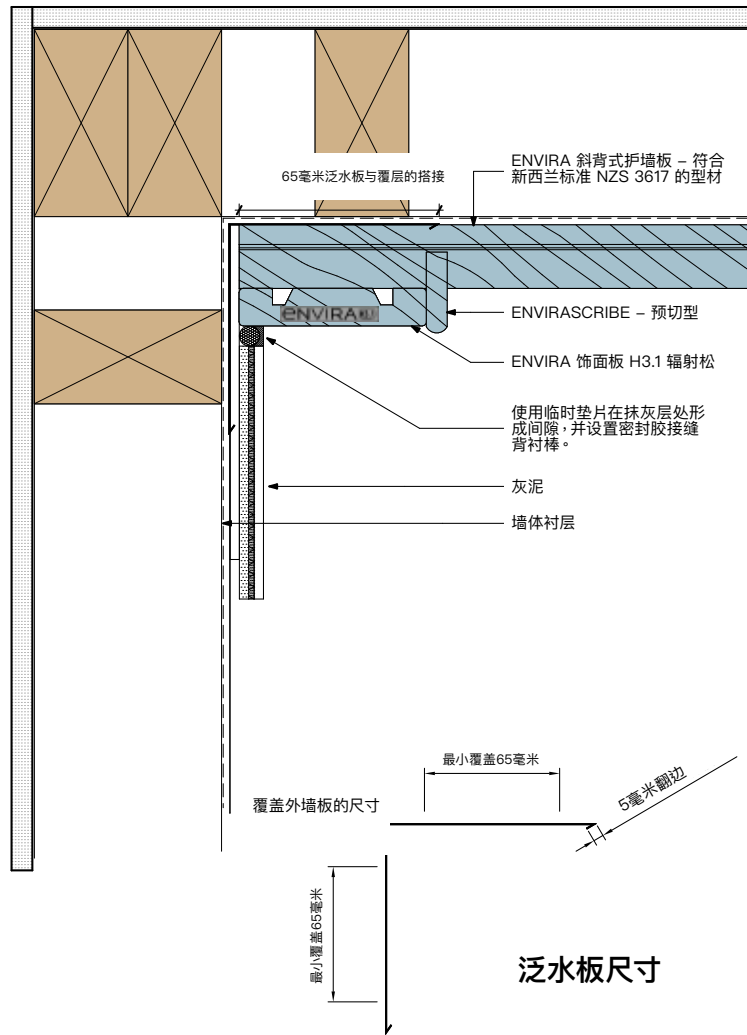 65毫米泛水板与覆层的搭接
ENVIRA 斜背式护墙板 – 符合
新西兰标准 NZS 3617 的型材
ENVIRA
ENVIRASCRIBE – 预切型
ENVIRA 饰面板 H3.1 辐射松
使用临时垫片在抹灰层处形
成间隙，并设置密封胶接缝
背衬棒。
灰泥
墙体衬层
最小覆盖65毫米
5毫米翻边
覆盖外墙板的尺寸
最小覆盖65毫米
泛水板尺寸